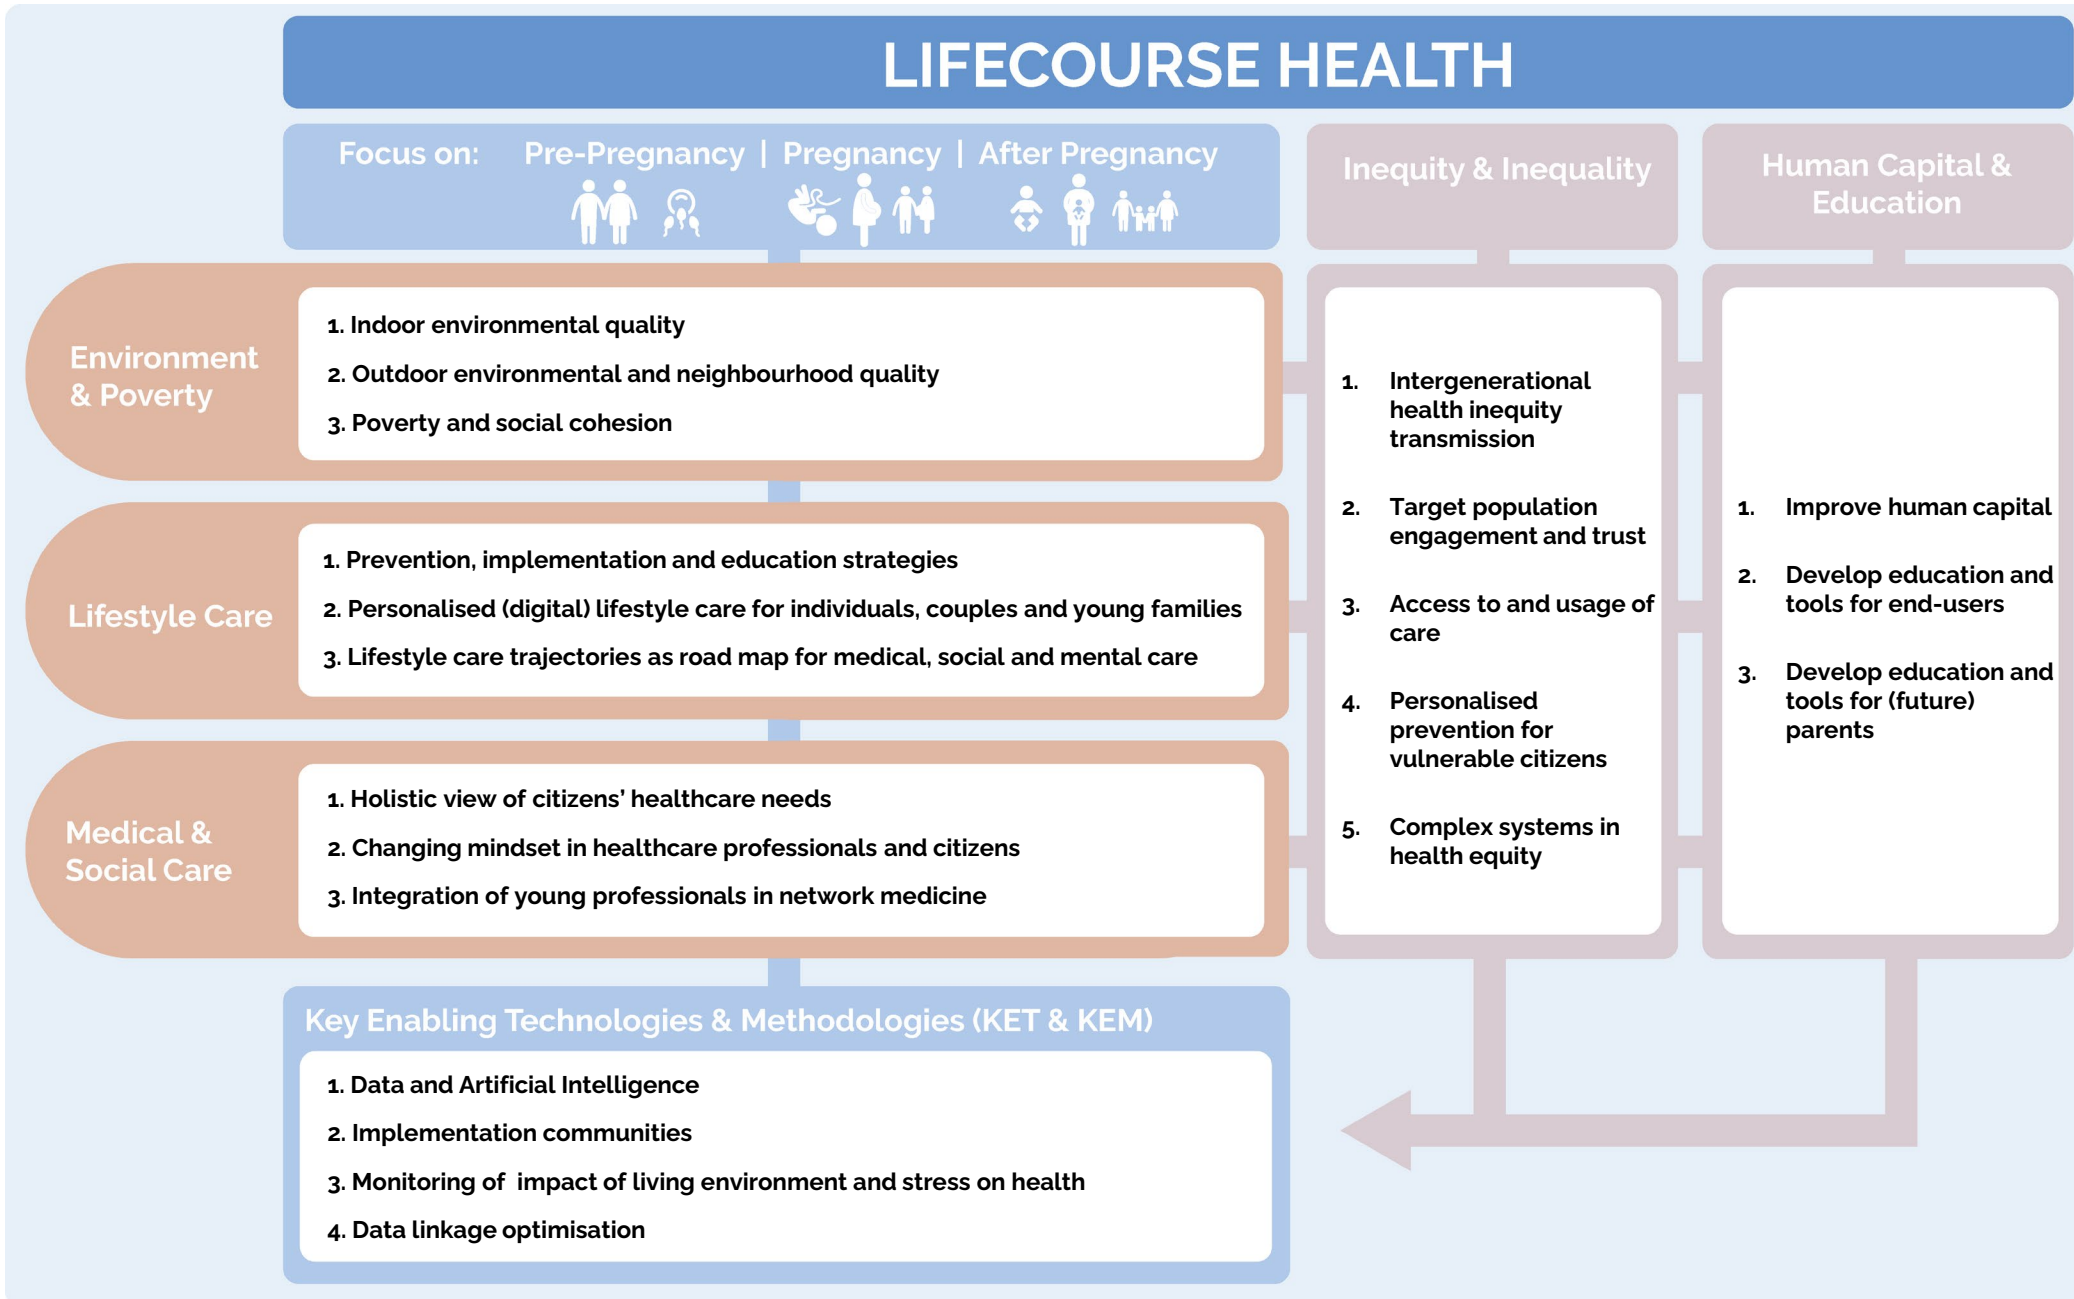 LIFECOURSE HEALTH
Focus on: Pre-Pregnancy | Pregnancy | After Pregnancy
Inequity & Inequality
Human Capital &
Education
Environment
& Poverty
1. Indoor environmental quality
2. Outdoor environmental and neighbourhood quality
3. Poverty and social cohesion
Lifestyle Care
1. Prevention, implementation and education strategies
2. Personalised (digital) lifestyle care for individuals, couples and young families
3. Lifestyle care trajectories as road map for medical, social and mental care
Medical &
Social Care
1. Holistic view of citizens’ healthcare needs
2. Changing mindset in healthcare professionals and citizens
3. Integration of young professionals in network medicine
1. Intergenerational
health inequity
transmission
2. Target population
engagement and trust
3. Access to and usage of
care
4. Personalised
prevention for
vulnerable citizens
5. Complex systems in
health equity
1. Improve human capital
2. Develop education and
tools for end-users
3. Develop education and
tools for (future)
parents
Key Enabling Technologies & Methodologies (KET & KEM)
1. Data and Artificial Intelligence
2. Implementation communities
3. Monitoring of impact of living environment and stress on health
4. Data linkage optimisation